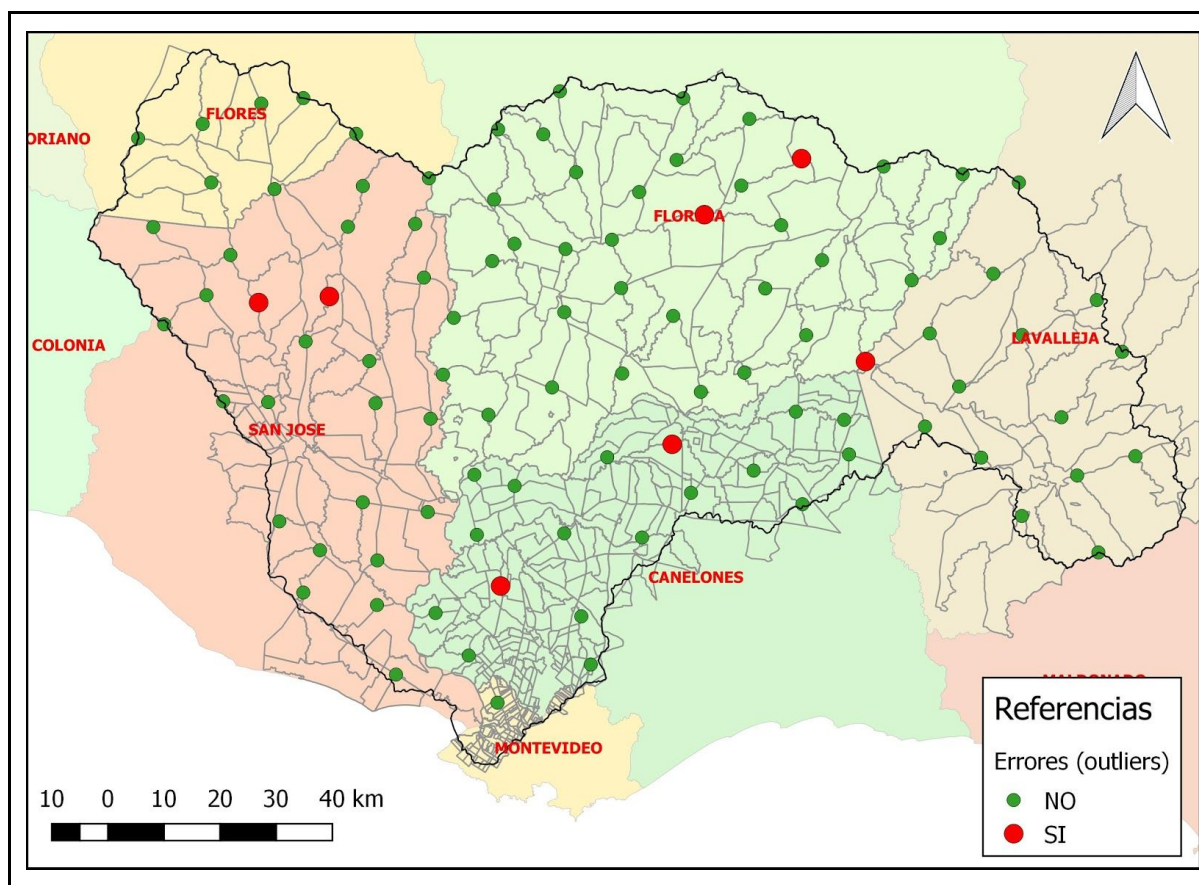 FLORES
ORIANO
FLORIDA
COLONIA
LAVALLEJA
SAN JOSE
CANELONES
MALDONADO
MONTEVIDEO
Referencias
Errores (outliers)
NO
SI
10 0 10 20 30 40 km